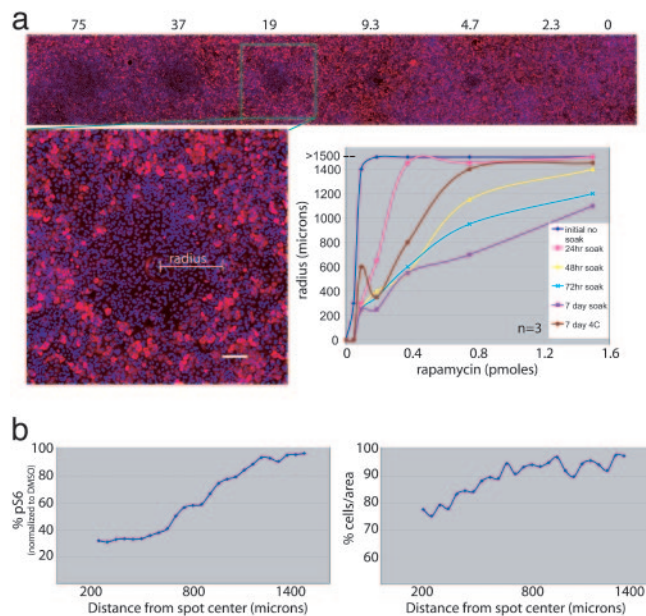 a
75 37 19 9.3 4.7 2.3 0
radius
radius (microns)
>1500
1400
1200
1000
800
600
400
200
0
0 0.4 0.8 1.2 1.6
rapamycin (pmoles)
initial no
soak
24hr soak
48hr soak
72hr soak
7 day soak
7 day 4C
n=3
b
% pS6
(normalized to DMSO)
100
80
60
40
20
200 800 1400
Distance from spot center (microns)
% cells/area
100
90
80
70
60
50
200 800 1400
Distance from spot center (microns)